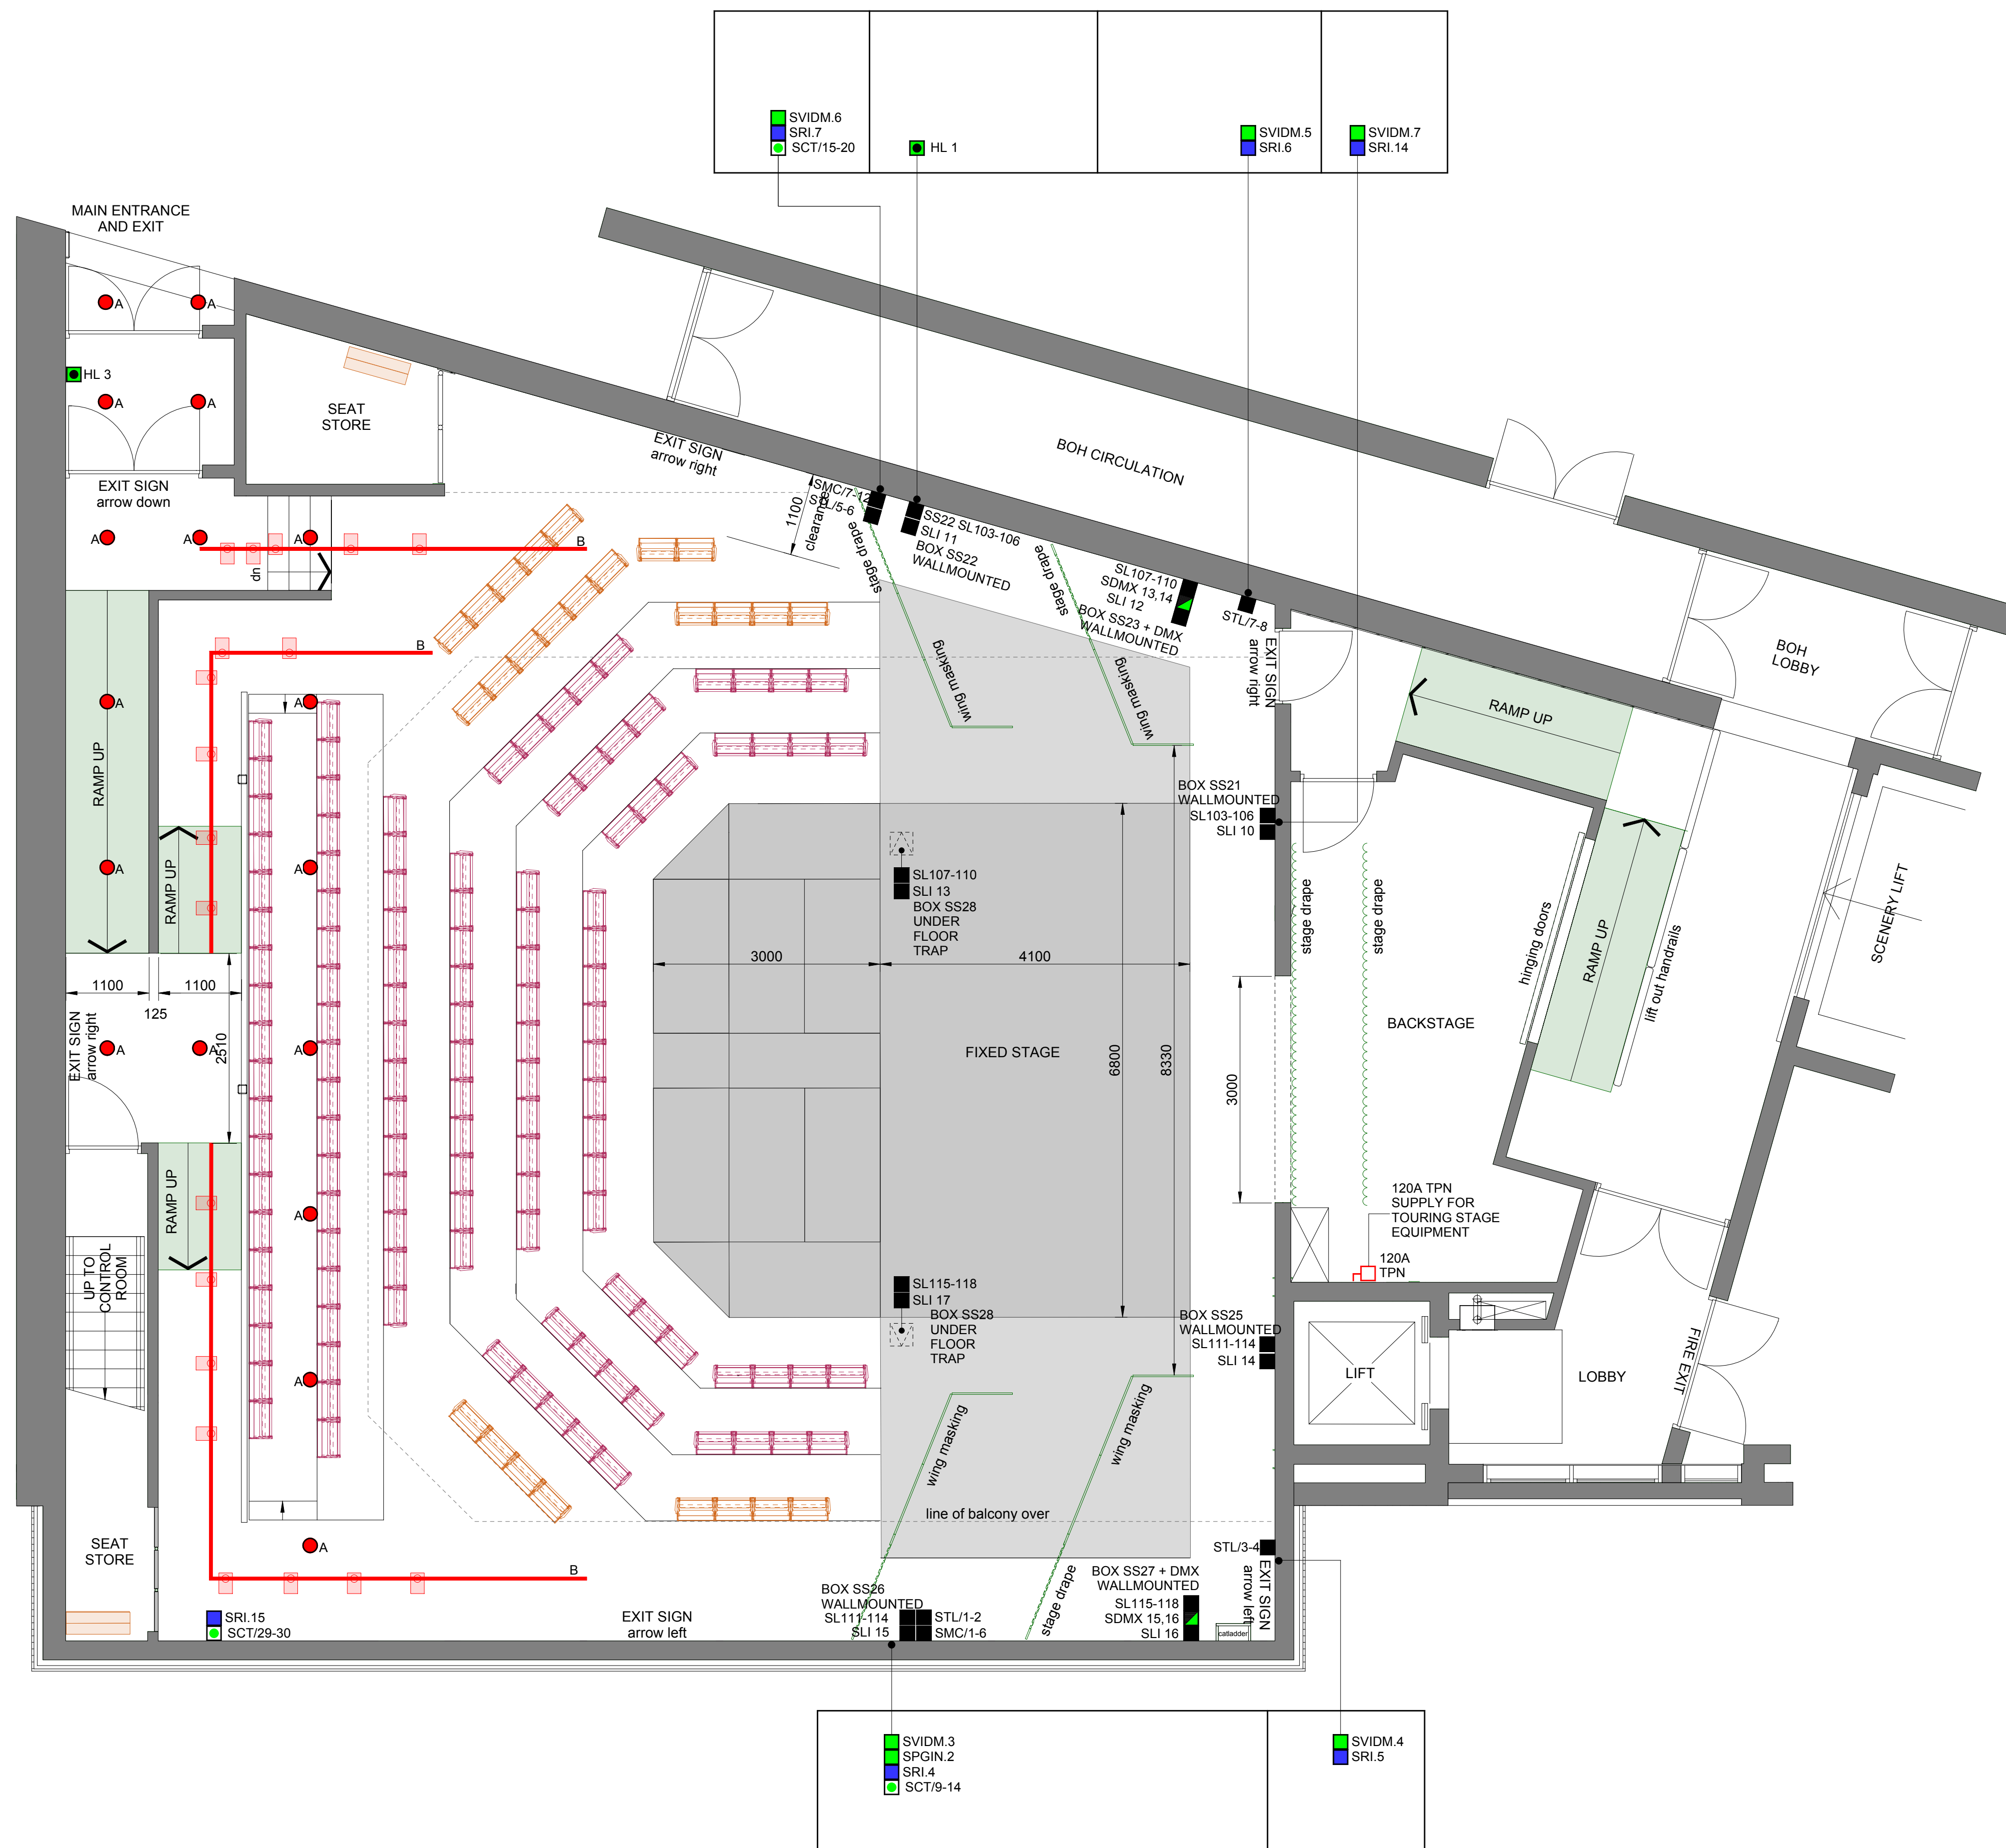 SVIDM.6
SRI.7
SCT/15-20
HL 1
SVIDM.5
SRI.6
SVIDM.7
SRI.14
MAIN ENTRANCE
AND EXIT
A
A
HL 3
A
A
SEAT
STORE
EXIT SIGN
arrow down
EXIT SIGN
arrow right
BOH CIRCULATION
BOH
LOBBY
1100
clearance
SMC/7-12
STL/5-6
SS22 SL103-106
SLI 11
BOX SS22
WALLMOUNTED
stage drape
stage drape
SL107-110
SDMX 13,14
SLI 12
BOX SS23 + DMX
WALLMOUNTED
STL/7-8
EXIT SIGN
arrow right
A
A
A
B
up
B
wing masking
wing masking
RAMP UP
A
A
RAMP UP
A
A
RAMP UP
BOX SS21
WALLMOUNTED
SL103-106
SLI 10
SL107-110
SLI 13
BOX SS28
UNDER
FLOOR
TRAP
stage drape
stage drape
hinging doors
RAMP UP
lift out handrails
SCENERY LIFT
3000
4100
1100
1100
125
2510
EXIT SIGN
arrow right
A
A
A
FIXED STAGE
6800
8330
3000
BACKSTAGE
RAMP UP
A
120A TPN
SUPPLY FOR
TOURING STAGE
EQUIPMENT
120A
TPN
UP TO
CONTROL
ROOM
SL115-118
SLI 17
BOX SS28
UNDER
FLOOR
TRAP
BOX SS25
WALLMOUNTED
SL111-114
SLI 14
LIFT
LOBBY
FIRE EXIT
A
wing masking
wing masking
line of balcony over
SEAT
STORE
A
STL/3-4
EXIT SIGN
arrow left
B
BOX SS26
WALLMOUNTED
SL111-114
SLI 15
STL/1-2
SMC/1-6
stage drape
BOX SS27 + DMX
WALLMOUNTED
SL115-118
SDMX 15,16
SLI 16
catladder
SRI.15
SCT/29-30
EXIT SIGN
arrow left
SVIDM.3
SPGIN.2
SRI.4
SCT/9-14
SVIDM.4
SRI.5